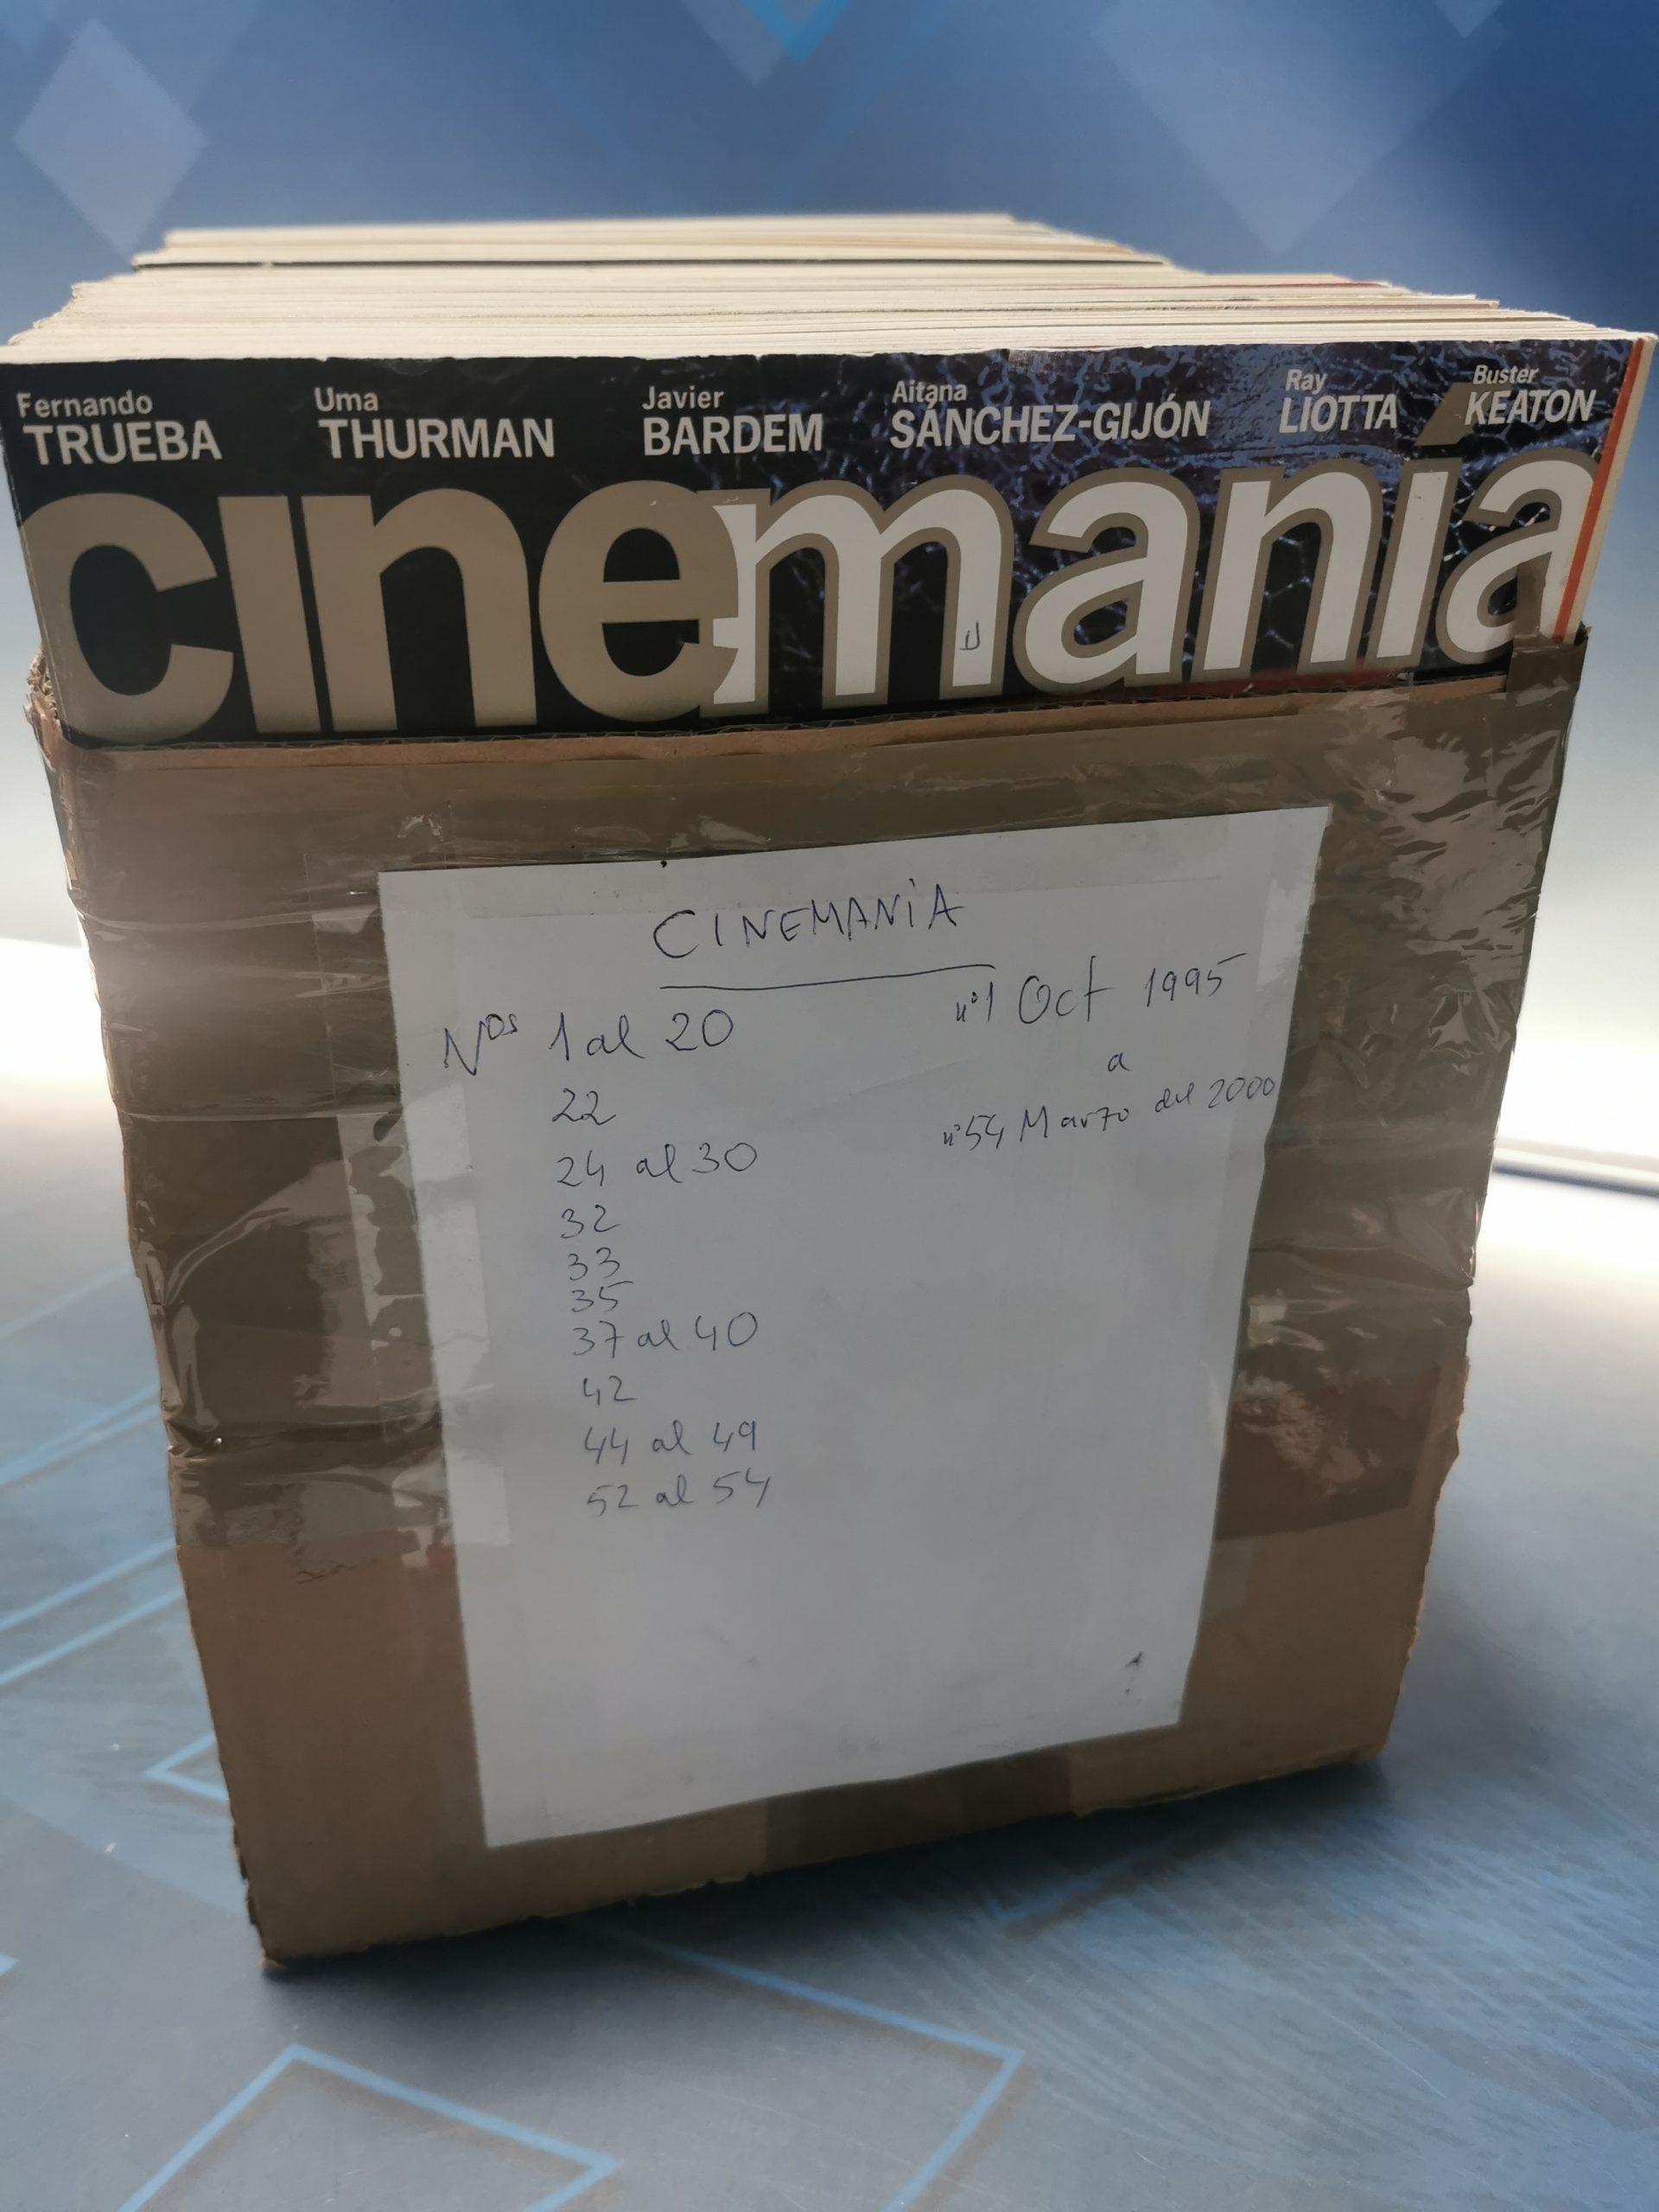 Fernando Uma Javier Aitana Ray Buster
TRUEBA THURMAN BARDEM SÁNCHEZ-GIJÓN LIOTTA KEATON
cinemanía
CINEMANÍA
Nos 1 al 20 nº1 Oct 1995
22 a
24 al 30 nº54 Marzo del 2000
32
33
35
37 al 40
42
44 al 49
52 al 54